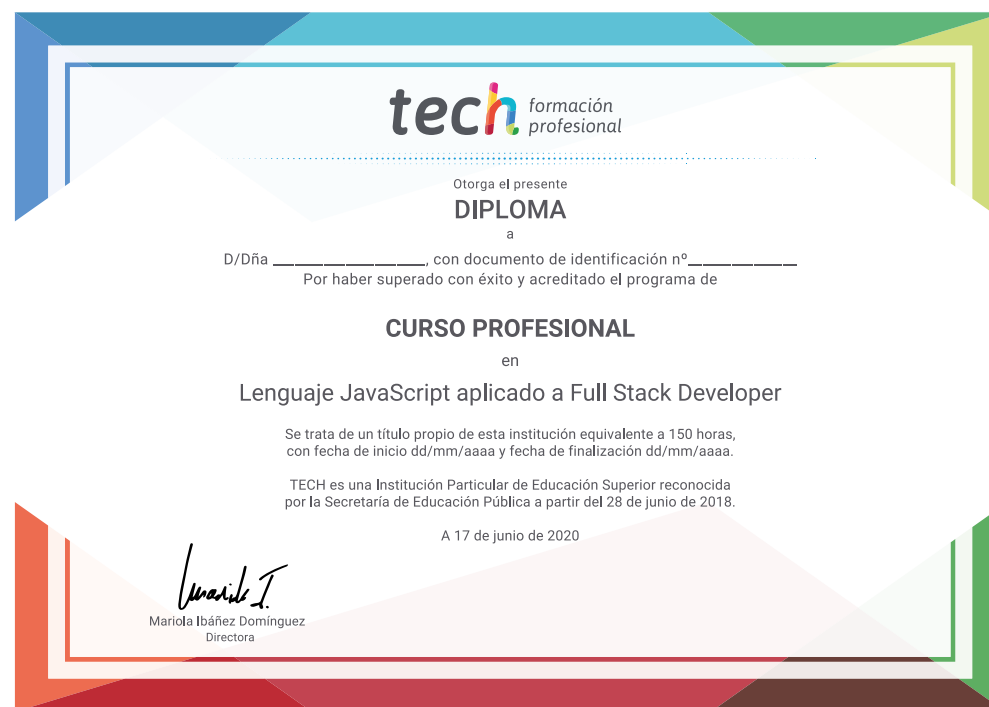 tech formación
profesional
Otorga el presente
DIPLOMA
a
D/Dña ____________________, con documento de identificación nº_______________
Por haber superado con éxito y acreditado el programa de
CURSO PROFESIONAL
en
Lenguaje JavaScript aplicado a Full Stack Developer
Se trata de un título propio de esta institución equivalente a 150 horas,
con fecha de inicio dd/mm/aaaa y fecha de finalización dd/mm/aaaa.
TECH es una Institución Particular de Educación Superior reconocida
por la Secretaría de Educación Pública a partir del 28 de junio de 2018.
A 17 de junio de 2020
Mariola Ibáñez Domínguez
Directora